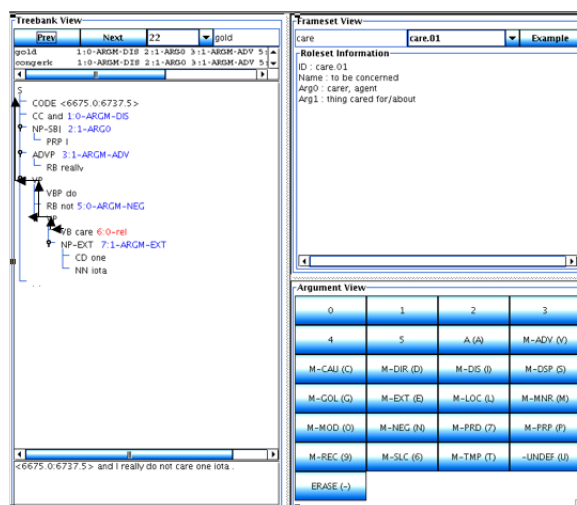 Treebank View
Prev Next 22 gold
gold 1:0-ARGM-DIS 2:1-ARG0 3:1-ARGM-ADV 5:
congerk 1:0-ARGM-DIS 2:1-ARG0 3:1-ARGM-ADV 5:
S
CODE <6675.0:6737.5>
CC and 1:0-ARGM-DIS
NP-SBJ 2:1-ARG0
PRP I
ADVP 3:1-ARGM-ADV
RB really
VP
VBP do
RB not 5:0-ARGM-NEG
VP
VB care 6:0-rel
NP-EXT 7:1-ARGM-EXT
CD one
NN iota
. .
<6675.0:6737.5> and I really do not care one iota .
Frameset View
care care.01 Example
Roleset Information
ID : care.01
Name : to be concerned
Arg0 : carer, agent
Arg1 : thing cared for/about
Argument View
0 1 2 3
4 5 A (A) M-ADV (V)
M-CAU (C) M-DIR (D) M-DIS (I) M-DSP (S)
M-GOL (G) M-EXT (E) M-LOC (L) M-MNR (M)
M-MOD (O) M-NEG (N) M-PRD (7) M-PRP (P)
M-REC (9) M-SLC (6) M-TMP (T) -UNDEF (U)
ERASE (-)